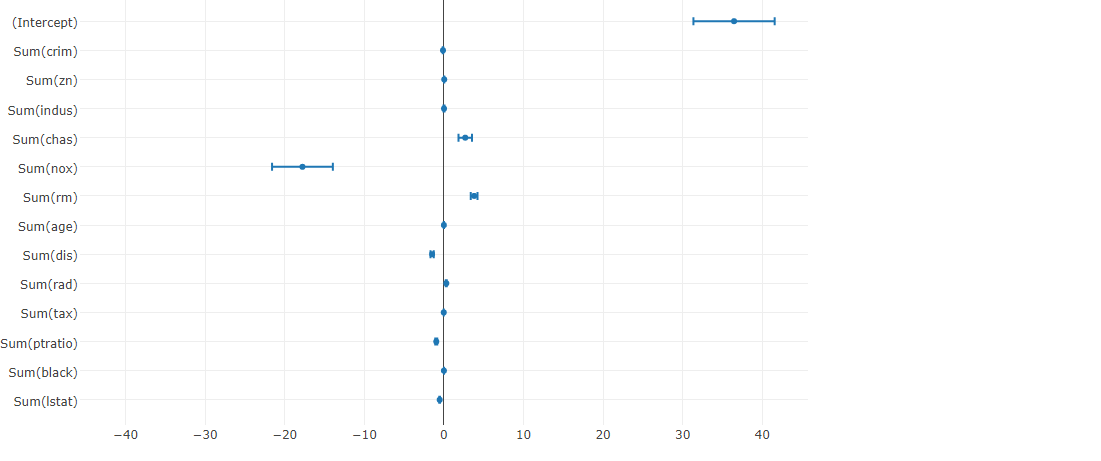 (Intercept)
Sum(crim)
Sum(zn)
Sum(indus)
Sum(chas)
Sum(nox)
Sum(rm)
Sum(age)
Sum(dis)
Sum(rad)
Sum(tax)
Sum(ptratio)
Sum(black)
Sum(lstat)
−40 −30 −20 −10 0 10 20 30 40